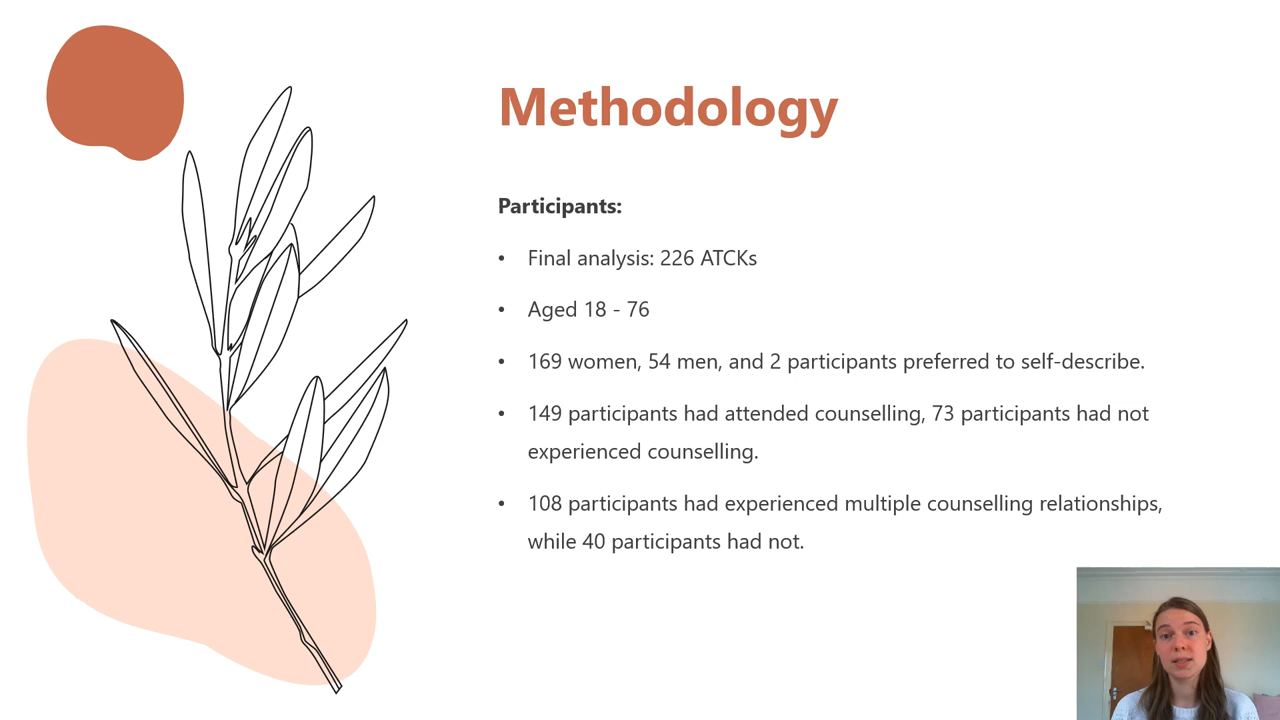 Methodology
Participants:
• Final analysis: 226 ATCKs
• Aged 18 - 76
• 169 women, 54 men, and 2 participants preferred to self-describe.
• 149 participants had attended counselling, 73 participants had not
experienced counselling.
• 108 participants had experienced multiple counselling relationships,
while 40 participants had not.